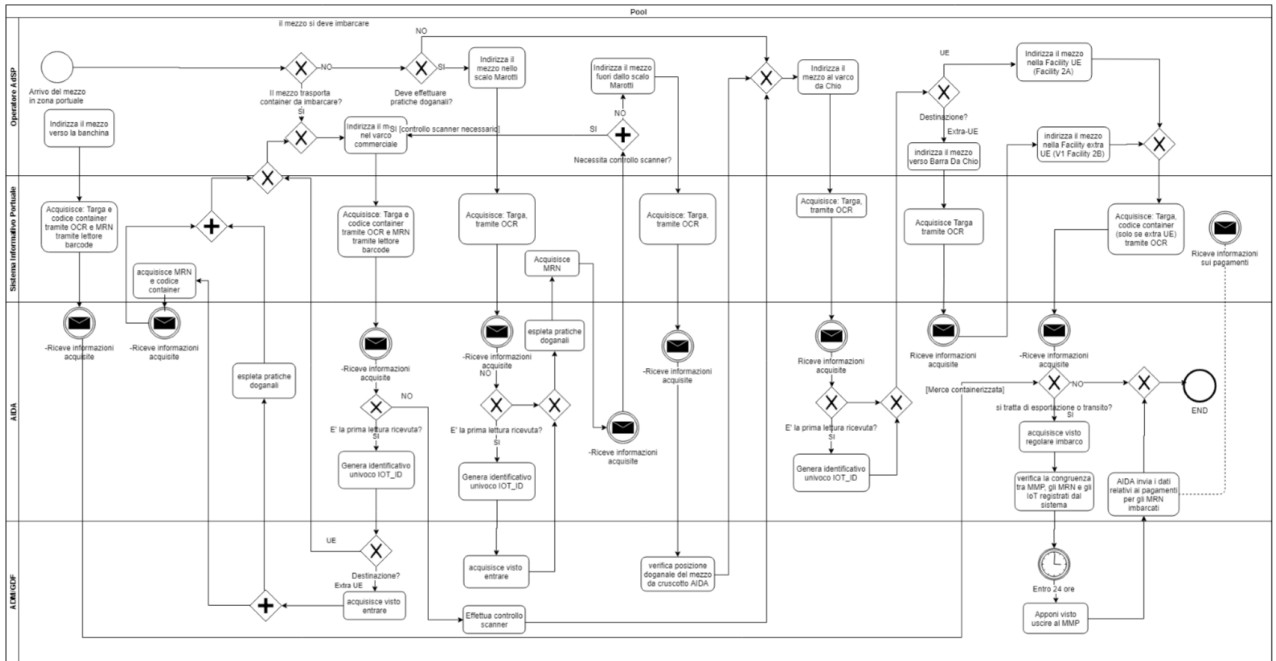 Pool
Operatore AdSP
il mezzo si deve imbarcare
NO
Arrivo del mezzo
in zona portuale
NO
Il mezzo trasporta
container da imbarcare?
SI
SI
Deve effettuare
pratiche doganali?
Indirizza il
mezzo nello
scalo Marotti
Indirizza il mezzo
fuori dallo scalo
Marotti
Indirizza il
mezzo al varco
da Chio
UE
Destinazione?
Extra-UE
Indirizza il mezzo
nella Facility UE
(Facility 2A)
Indirizza il mezzo
verso la banchina
Indirizza il m
nel varco
commerciale
SI [controllo scanner necessario]
SI
NO
Necessita controllo scanner?
indirizza il mezzo
verso Barra Da Chio
indirizza il mezzo
nella Facility extra
UE (V1 Facility 2B)
Sistema Informativo Portuale
Acquisisce: Targa e
codice container
tramite OCR e MRN
tramite lettore
barcode
acquisisce MRN
e codice
container
Acquisisce: Targa e
codice container
tramite OCR e MRN
tramite lettore
barcode
Acquisisce: Targa,
tramite OCR
Acquisisce
MRN
Acquisisce: Targa,
tramite OCR
Acquisisce: Targa,
tramite OCR
Acquisisce Targa
tramite OCR
Acquisisce: Targa,
codice container
(solo se extra UE)
tramite OCR
Riceve informazioni
sui pagamenti
AIDA
-Riceve informazioni
acquisite
-Riceve informazioni
acquisite
espleta pratiche
doganali
-Riceve informazioni
acquisite
NO
E' la prima lettura ricevuta?
SI
Genera identificativo
univoco IOT_ID
-Riceve informazioni
acquisite
NO
E' la prima lettura ricevuta?
SI
Genera identificativo
univoco IOT_ID
espleta pratiche
doganali
-Riceve informazioni
acquisite
-Riceve informazioni
acquisite
Riceve informazioni
acquisite
E' la prima lettura ricevuta?
SI
Genera identificativo
univoco IOT_ID
Riceve informazioni
acquisite
-Riceve informazioni
acquisite
[Merce containerizzata]
NO
si tratta di esportazione o transito?
SI
acquisisce visto
regolare imbarco
verifica la congruenza
tra MMP, gli MRN e gli
IoT registrati dal
sistema
AIDA invia i dati
relativi ai pagamenti
per gli MRN
imbarcati
END
ADM/GDF
UE
Destinazione?
Extra UE
acquisisce visto
entrare
acquisisce visto
entrare
Effettua controllo
scanner
verifica posizione
doganale del mezzo
da cruscotto AIDA
Entro 24 ore
Apponi visto
uscire al MMP